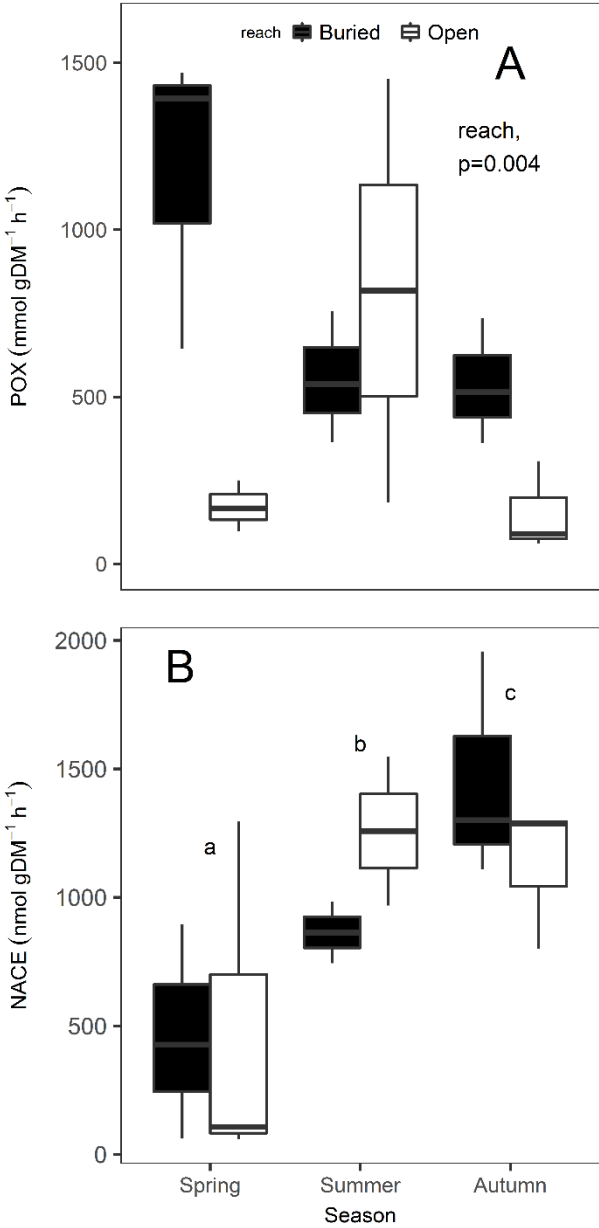 reach Buried Open
A
reach,
p=0.004
1500
1000
500
0
POX (mmol gDM⁻¹ h⁻¹)
B
a
b
c
2000
1500
1000
500
0
NACE (nmol gDM⁻¹ h⁻¹)
Spring Summer Autumn
Season